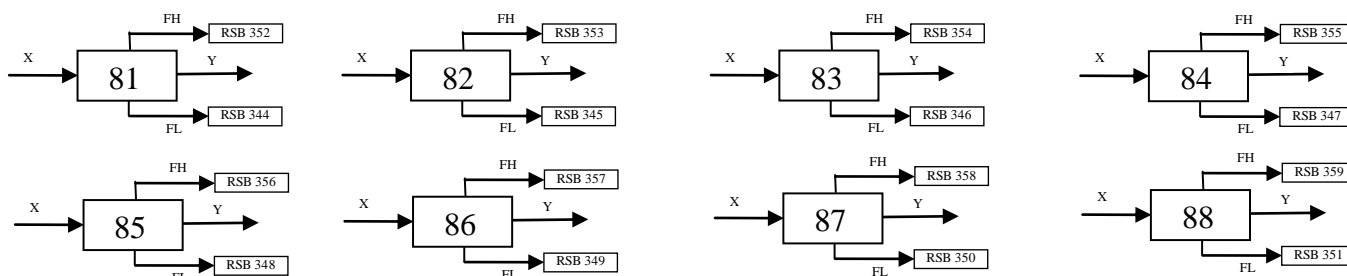 FH RSB 352
X 81 Y
FL RSB 344
FH RSB 353
X 82 Y
FL RSB 345
FH RSB 354
X 83 Y
FL RSB 346
FH RSB 355
X 84 Y
FL RSB 347
FH RSB 356
X 85 Y
FL RSB 348
FH RSB 357
X 86 Y
FL RSB 349
FH RSB 358
X 87 Y
FL RSB 350
FH RSB 359
X 88 Y
FL RSB 351